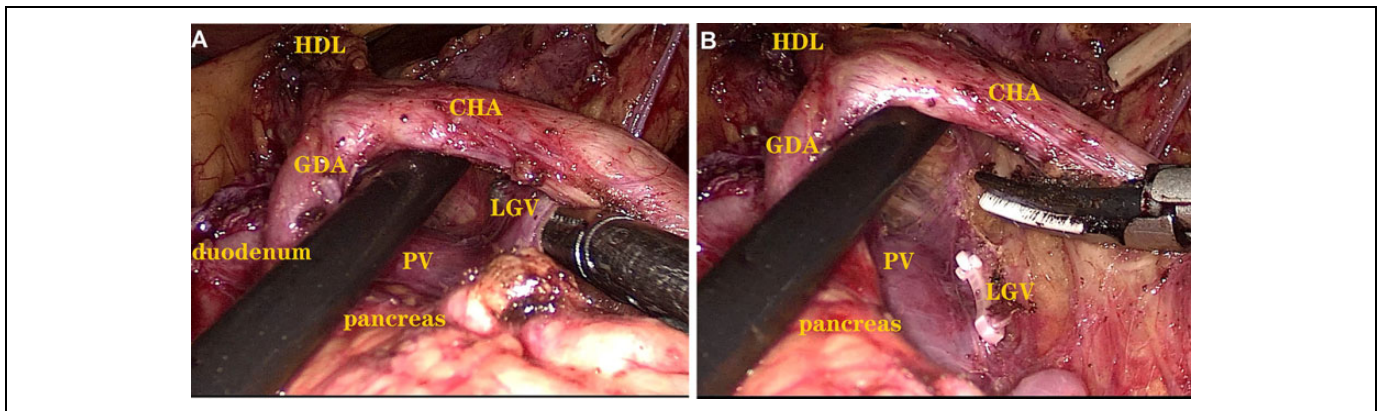 A
HDL
CHA
GDA
LGV
duodenum
PV
pancreas
B
HDL
CHA
GDA
PV
LGV
pancreas